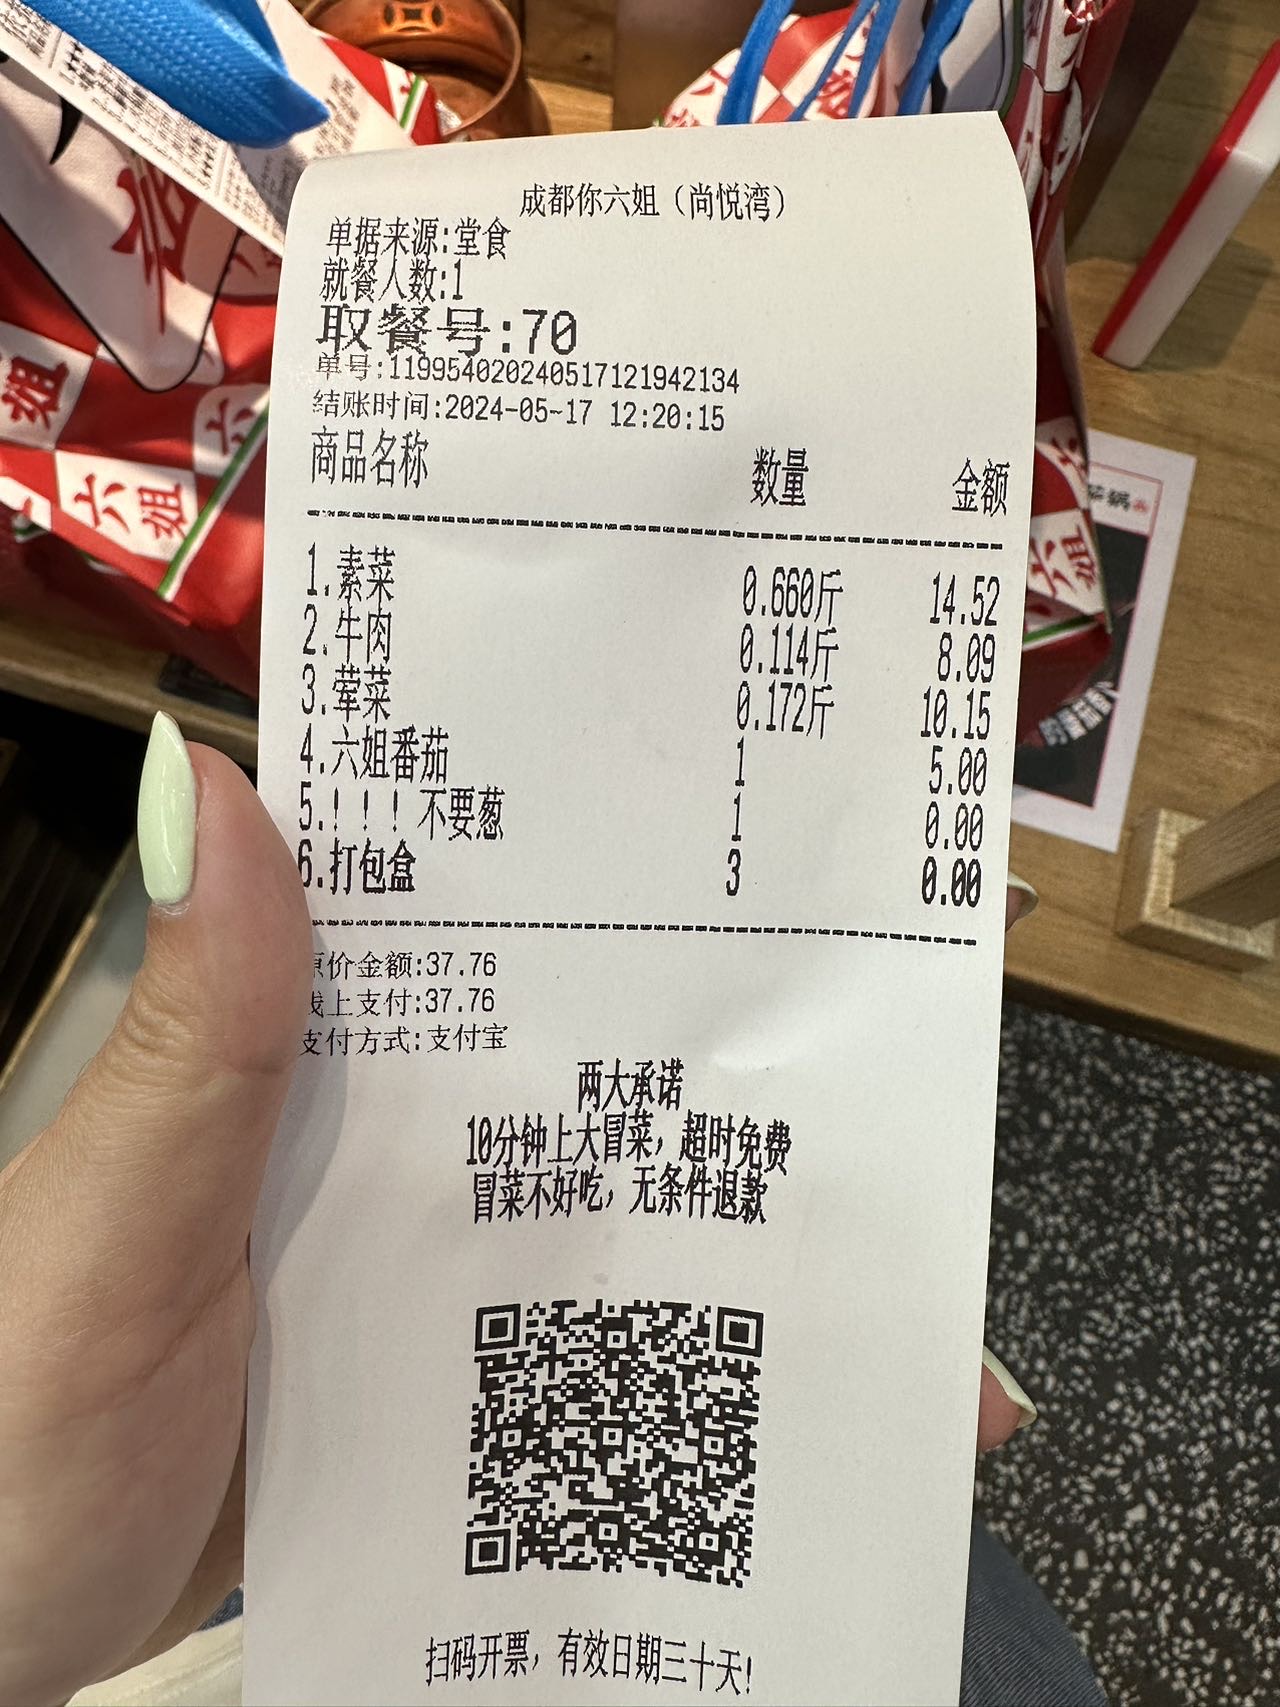 成都你六姐（尚悦湾）
单据来源:堂食
就餐人数:1
取餐号:70
单号:119954020240517121942134
结账时间:2024-05-17 12:20:15
商品名称 数量 金额
1.素菜 0.660斤 14.52
2.牛肉 0.114斤 8.09
3.荤菜 0.172斤 10.15
4.六姐番茄 1 5.00
5.！！！不要葱 1 0.00
6.打包盒 3 0.00
原价金额:37.76
线上支付:37.76
支付方式:支付宝
两大承诺
10分钟上大冒菜，超时免费
冒菜不好吃，无条件退款
扫码开票，有效日期三十天！
六姐
六姐
六姐